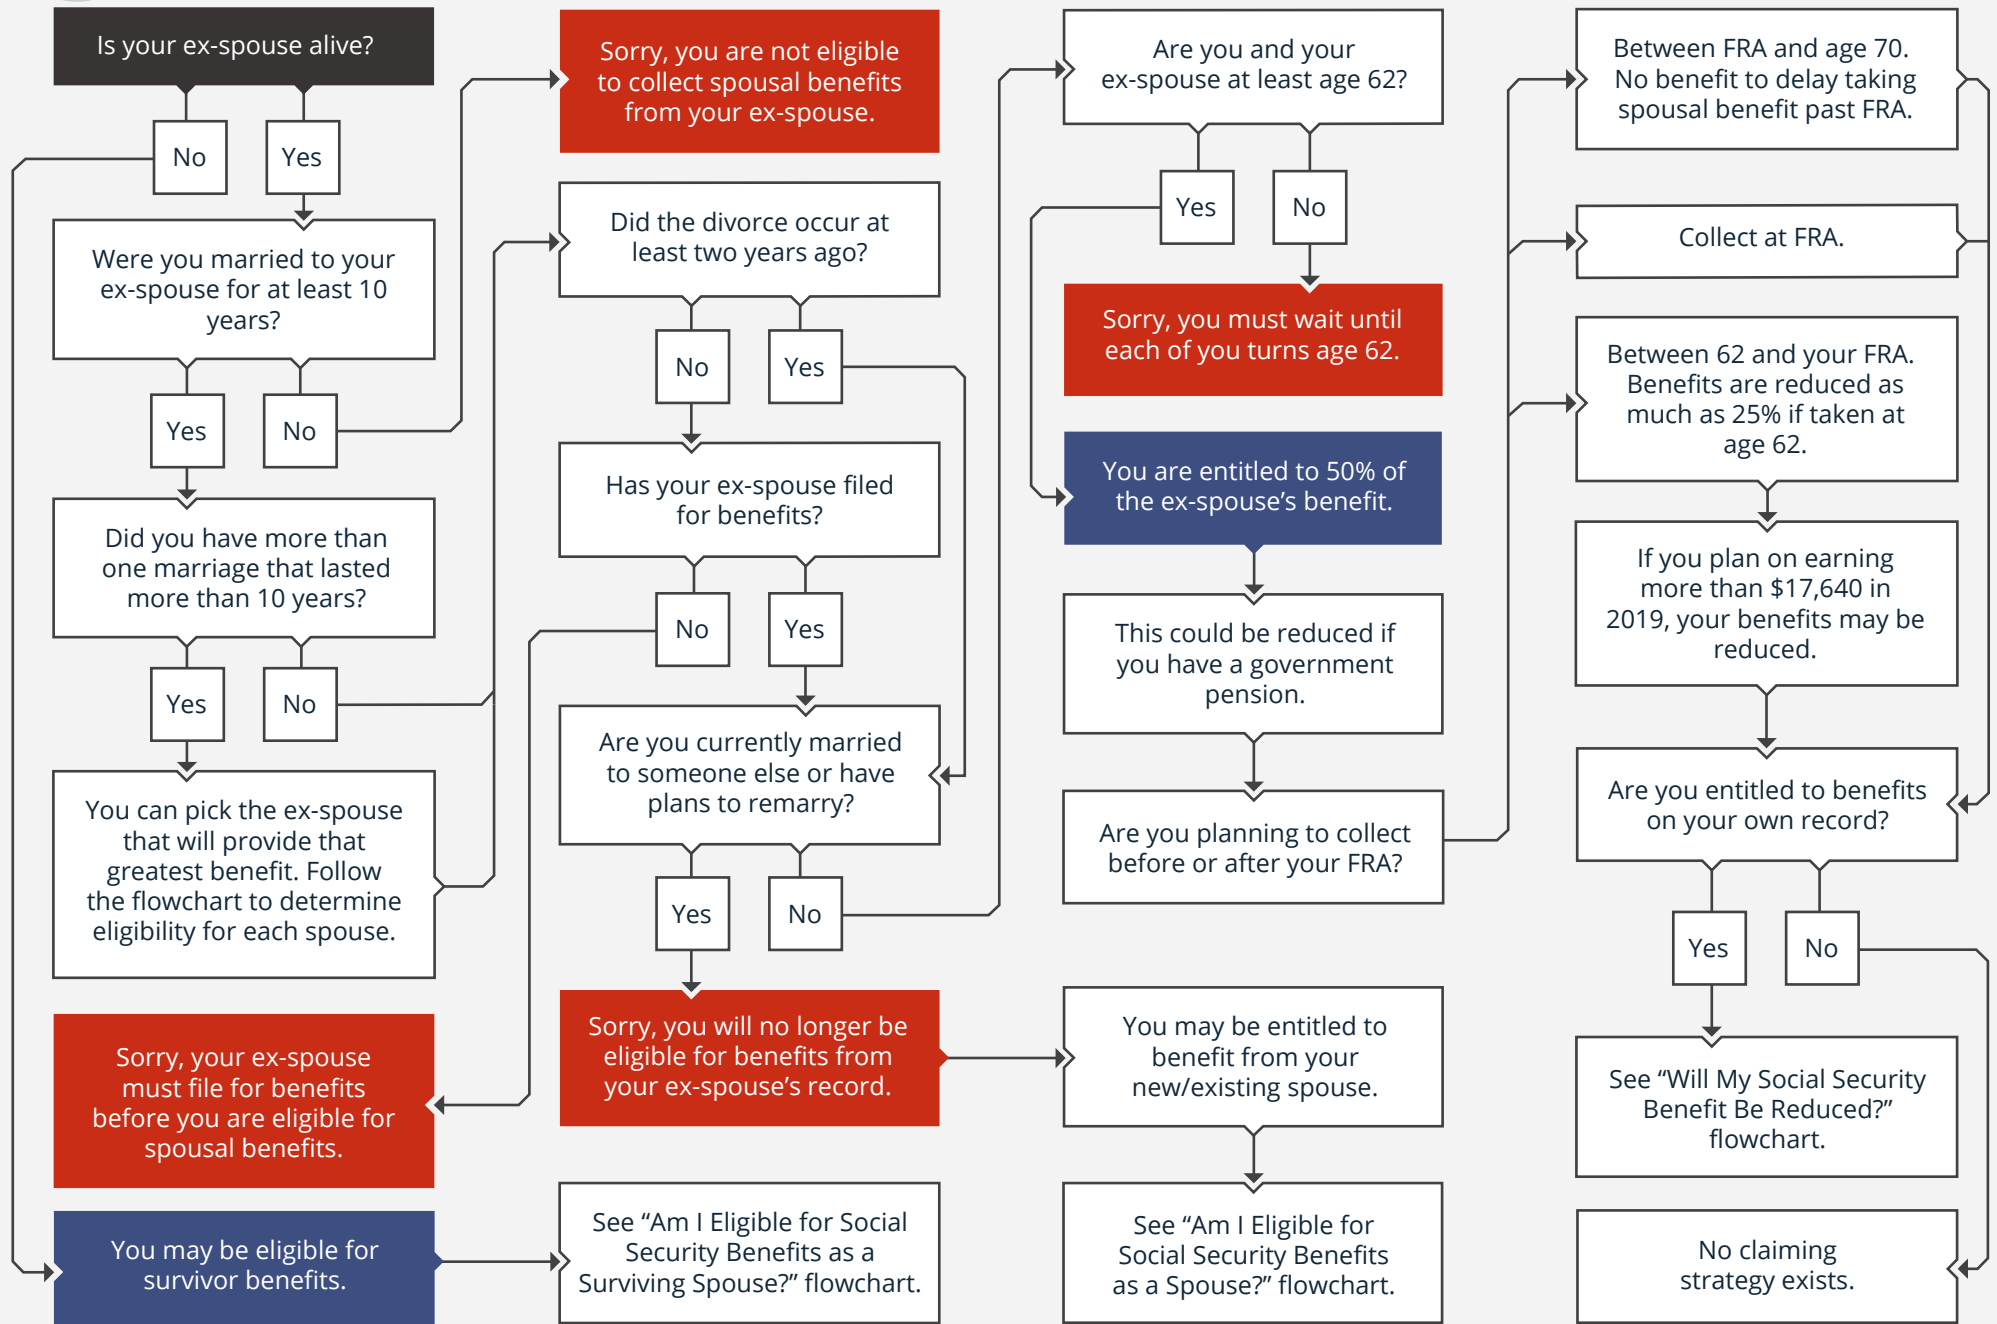 Is your ex-spouse alive?
No
Yes
Were you married to your
ex-spouse for at least 10
years?
Yes
No
Did you have more than
one marriage that lasted
more than 10 years?
Yes
No
You can pick the ex-spouse
that will provide that
greatest benefit. Follow
the flowchart to determine
eligibility for each spouse.
Sorry, your ex-spouse
must file for benefits
before you are eligible for
spousal benefits.
You may be eligible for
survivor benefits.
Sorry, you are not eligible
to collect spousal benefits
from your ex-spouse.
Did the divorce occur at
least two years ago?
No
Yes
Has your ex-spouse filed
for benefits?
No
Yes
Are you currently married
to someone else or have
plans to remarry?
Yes
No
Sorry, you will no longer be
eligible for benefits from
your ex-spouse’s record.
See “Am I Eligible for Social
Security Benefits as a
Surviving Spouse?” flowchart.
Are you and your
ex-spouse at least age 62?
Yes
No
Sorry, you must wait until
each of you turns age 62.
You are entitled to 50% of
the ex-spouse’s benefit.
This could be reduced if
you have a government
pension.
Are you planning to collect
before or after your FRA?
You may be entitled to
benefit from your
new/existing spouse.
See “Am I Eligible for
Social Security Benefits
as a Spouse?” flowchart.
Between FRA and age 70.
No benefit to delay taking
spousal benefit past FRA.
Collect at FRA.
Between 62 and your FRA.
Benefits are reduced as
much as 25% if taken at
age 62.
If you plan on earning
more than $17,640 in
2019, your benefits may be
reduced.
Are you entitled to benefits
on your own record?
Yes
No
See “Will My Social Security
Benefit Be Reduced?”
flowchart.
No claiming
strategy exists.